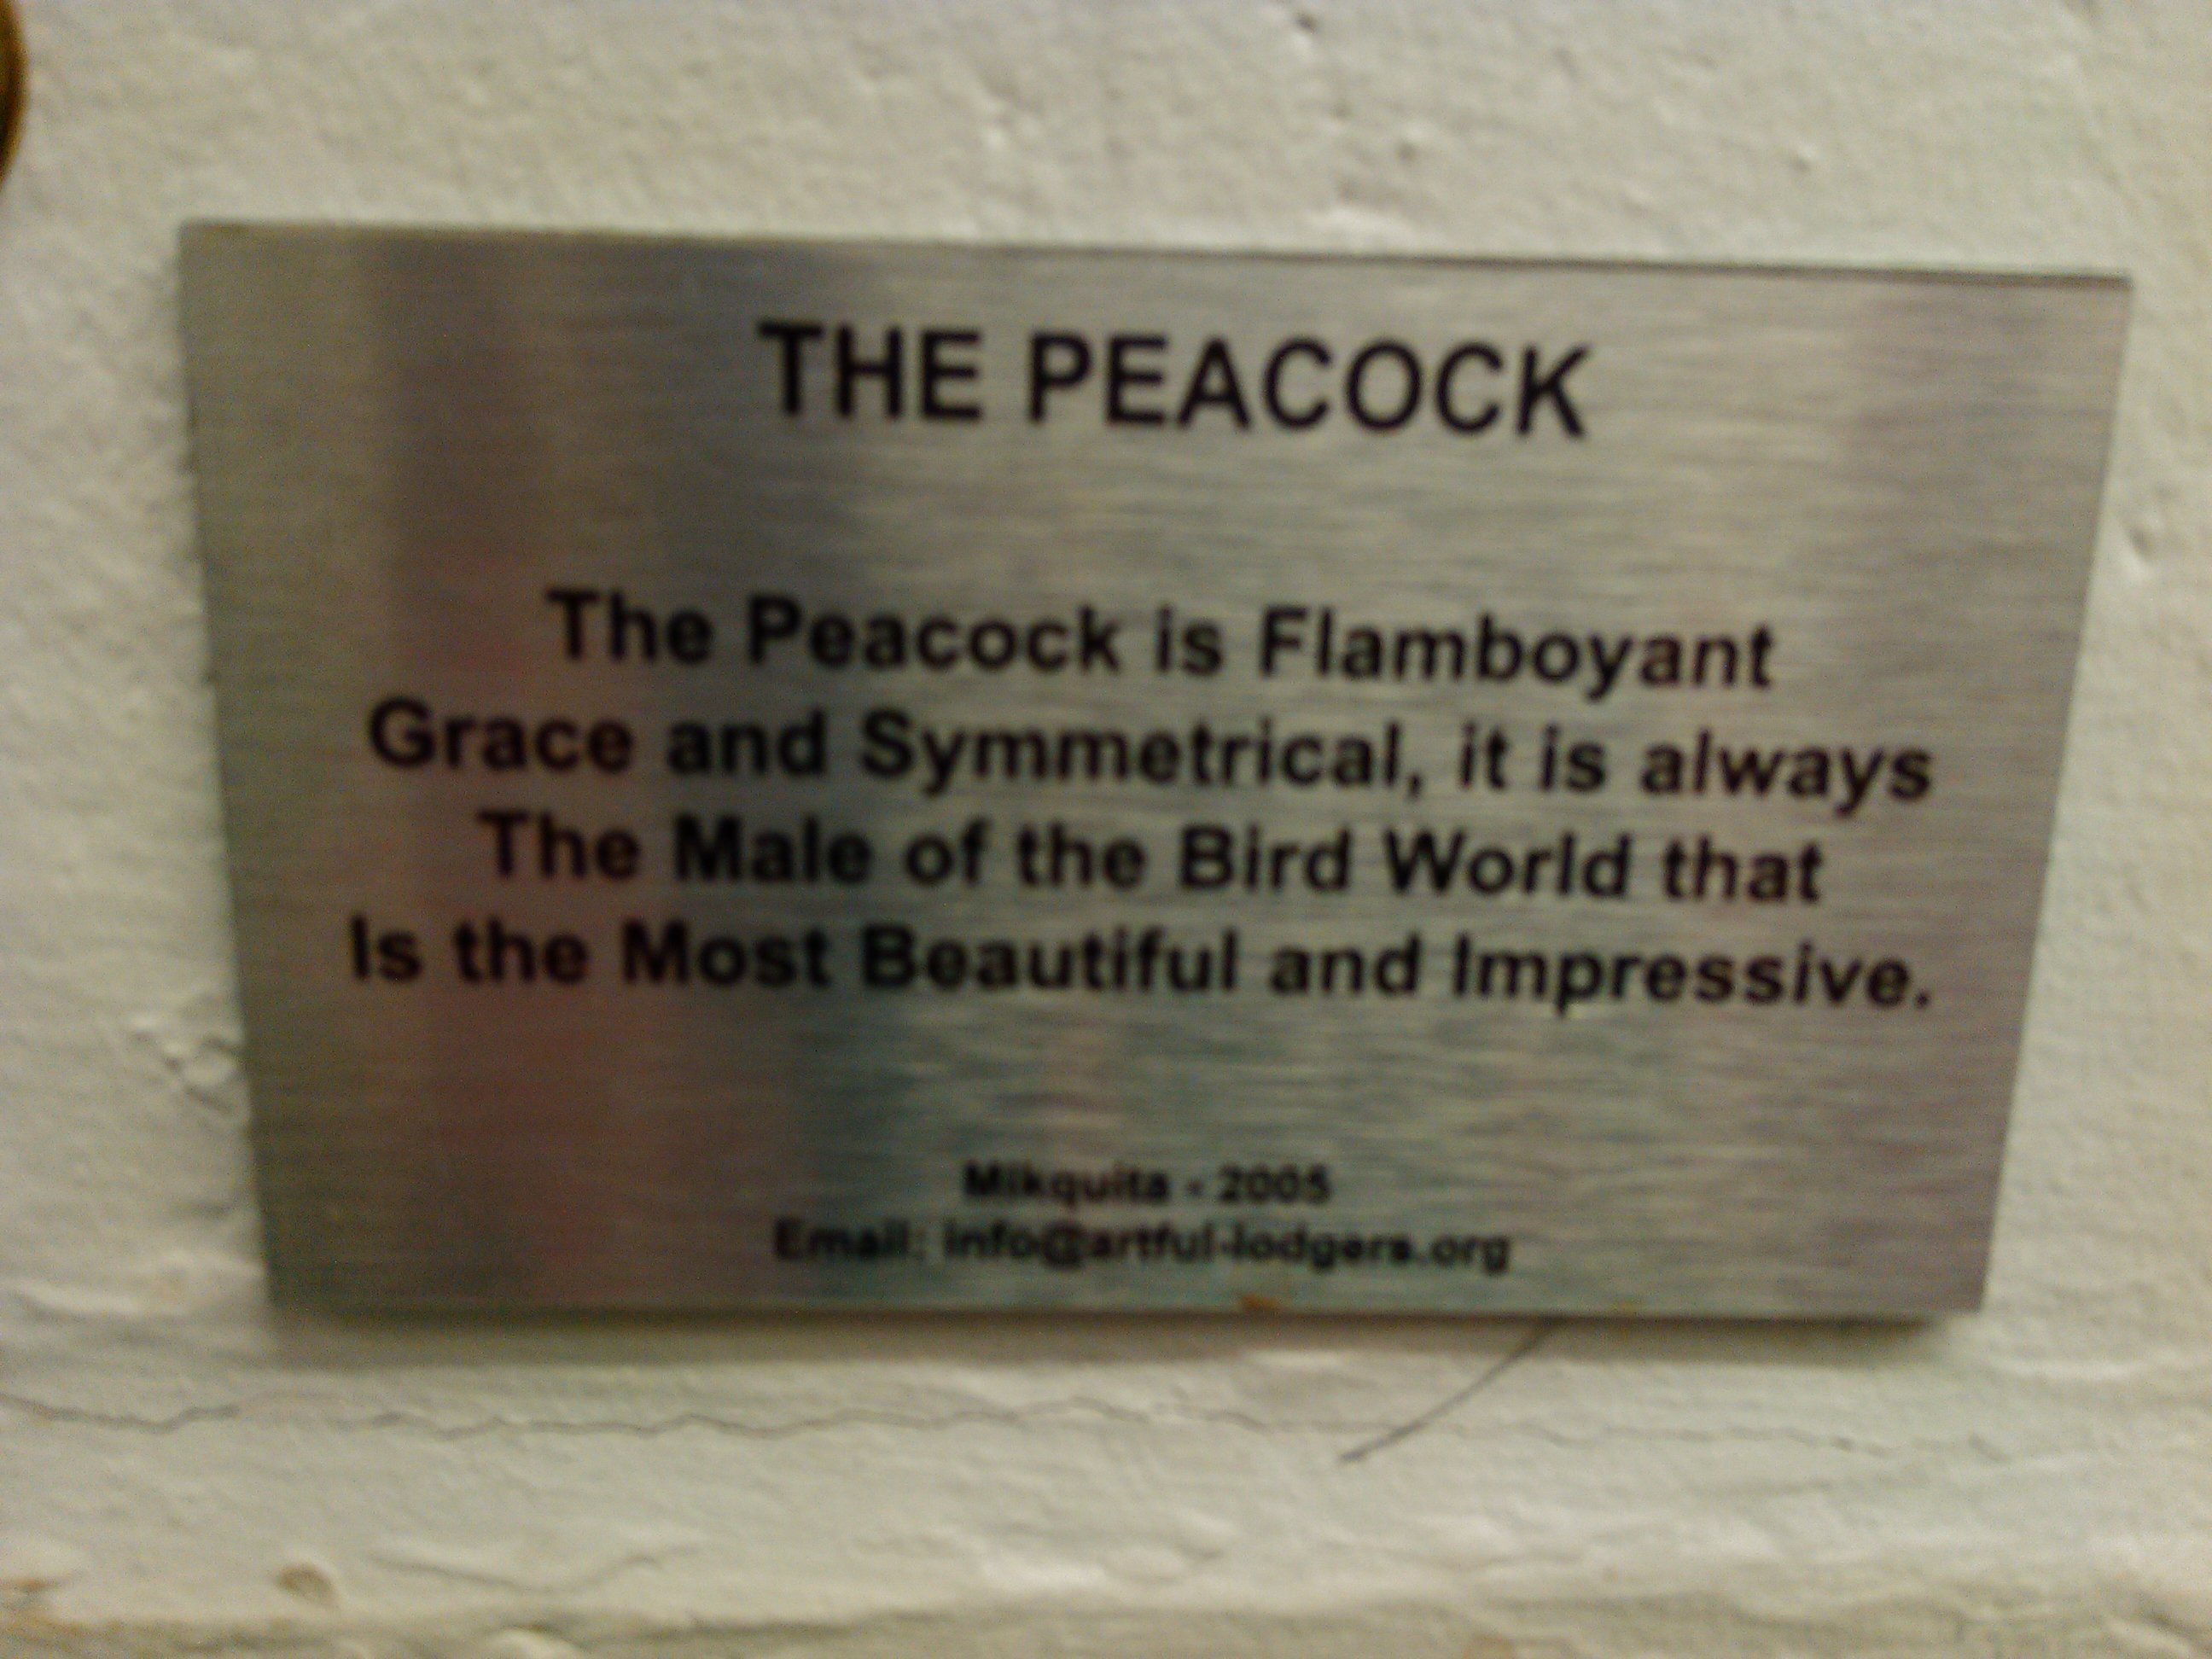 THE PEACOCK
The Peacock is Flamboyant
Grace and Symmetrical, it is always
The Male of the Bird World that
Is the Most Beautiful and Impressive.
Mikquita - 2005
Email: info@artful-lodgers.org